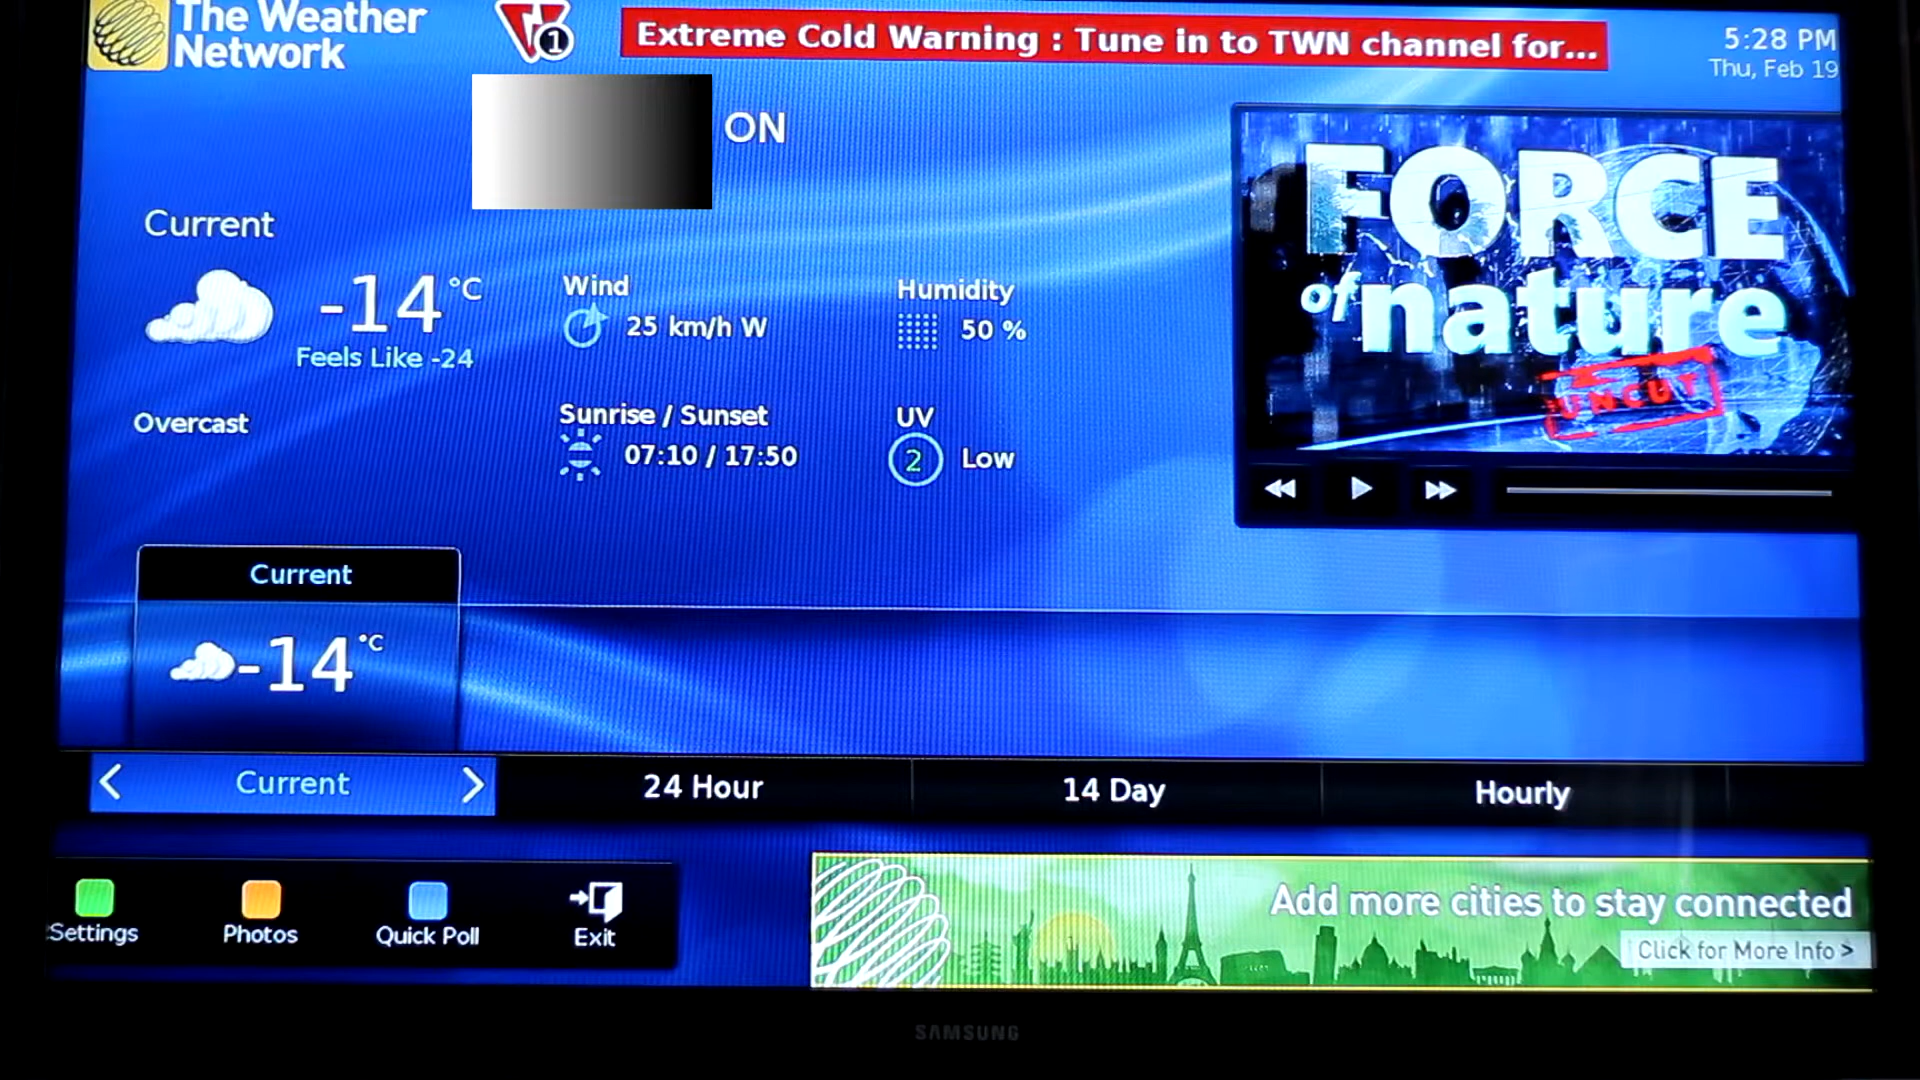 The Weather
Network
1
Extreme Cold Warning : Tune in to TWN channel for...
5:28 PM
Thu, Feb 19
ON
FORCE
of nature
UNCUT
Current
-14 °C
Feels Like -24
Overcast
Wind
25 km/h W
Humidity
50 %
Sunrise / Sunset
07:10 / 17:50
UV
2 Low
Current
-14 °C
Current
24 Hour
14 Day
Hourly
Settings
Photos
Quick Poll
Exit
Add more cities to stay connected
Click for More Info >
SAMSUNG